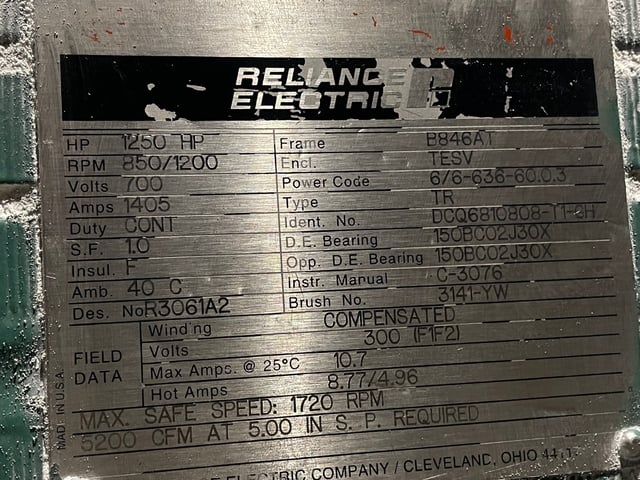 RELIANCE
ELECTRIC
HP 1250 HP Frame B846AT
RPM 850/1200 Encl. TESV
Volts 700 Power Code 6/6-636-60.0.3
Amps 1405 Type TR
Duty CONT Ident. No. DCQ6810808-T1-
S.F. 1.0 D.E. Bearing 150BC02J30X
Insul. F Opp. D.E. Bearing 150BC02J30X
Amb. 40 C Instr. Manual C-3076
Des. No R3061A2 Brush No. 3141-YW
FIELD DATA
Winding COMPENSATED
Volts 300 (F1F2)
Max Amps. @ 25°C 10.7
Hot Amps 8.77/4.96
MAX. SAFE SPEED: 1720 RPM
5200 CFM AT 5.00 IN S. P. REQUIRED
ELECTRIC COMPANY / CLEVELAND, OHIO
MAD IN U.S.A.